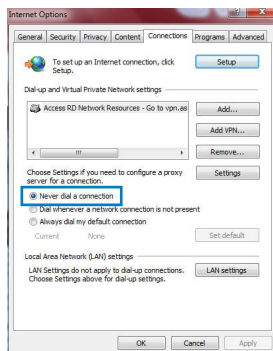 Internet Options
General Security Privacy Content Connections Programs Advanced
To set up an Internet connection, click
Setup.
Setup
Dial-up and Virtual Private Network settings
Access RD Network Resources - Go to vpn.as
Add...
Add VPN...
Remove...
Choose Settings if you need to configure a proxy
server for a connection.
Settings
Never dial a connection
Dial whenever a network connection is not present
Always dial my default connection
Current None
Set default
Local Area Network (LAN) settings
LAN Settings do not apply to dial-up connections.
Choose Settings above for dial-up settings.
LAN settings
OK Cancel Apply